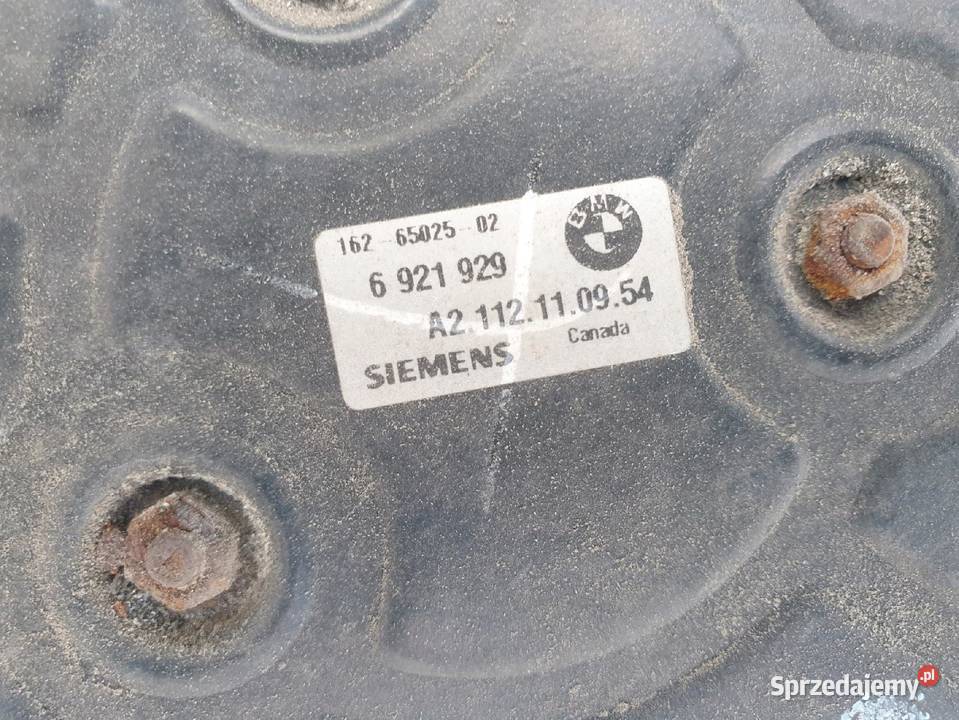 162-65025-02
BMW
6 921 929
A2.112.11.09.54
SIEMENS
Canada
Sprzedajemy.pl